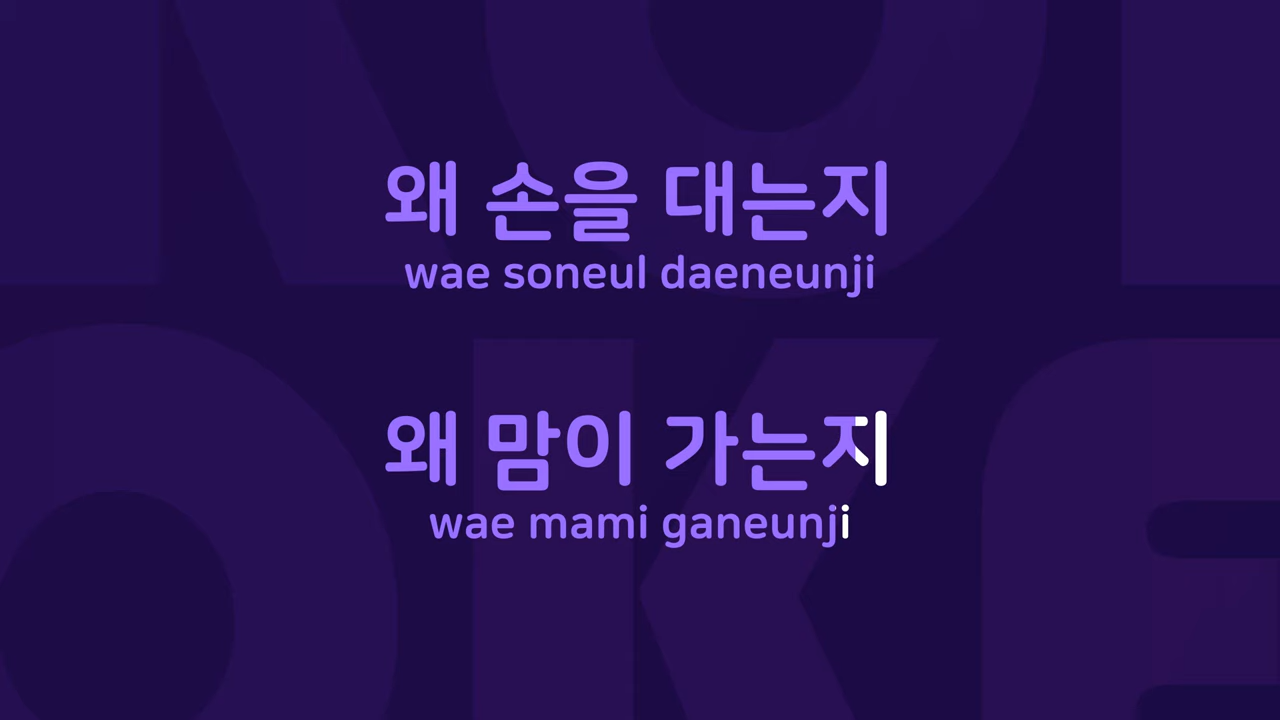 왜 손을 대는지
wae soneul daeneunji
왜 맘이 가는지
wae mami ganeunji